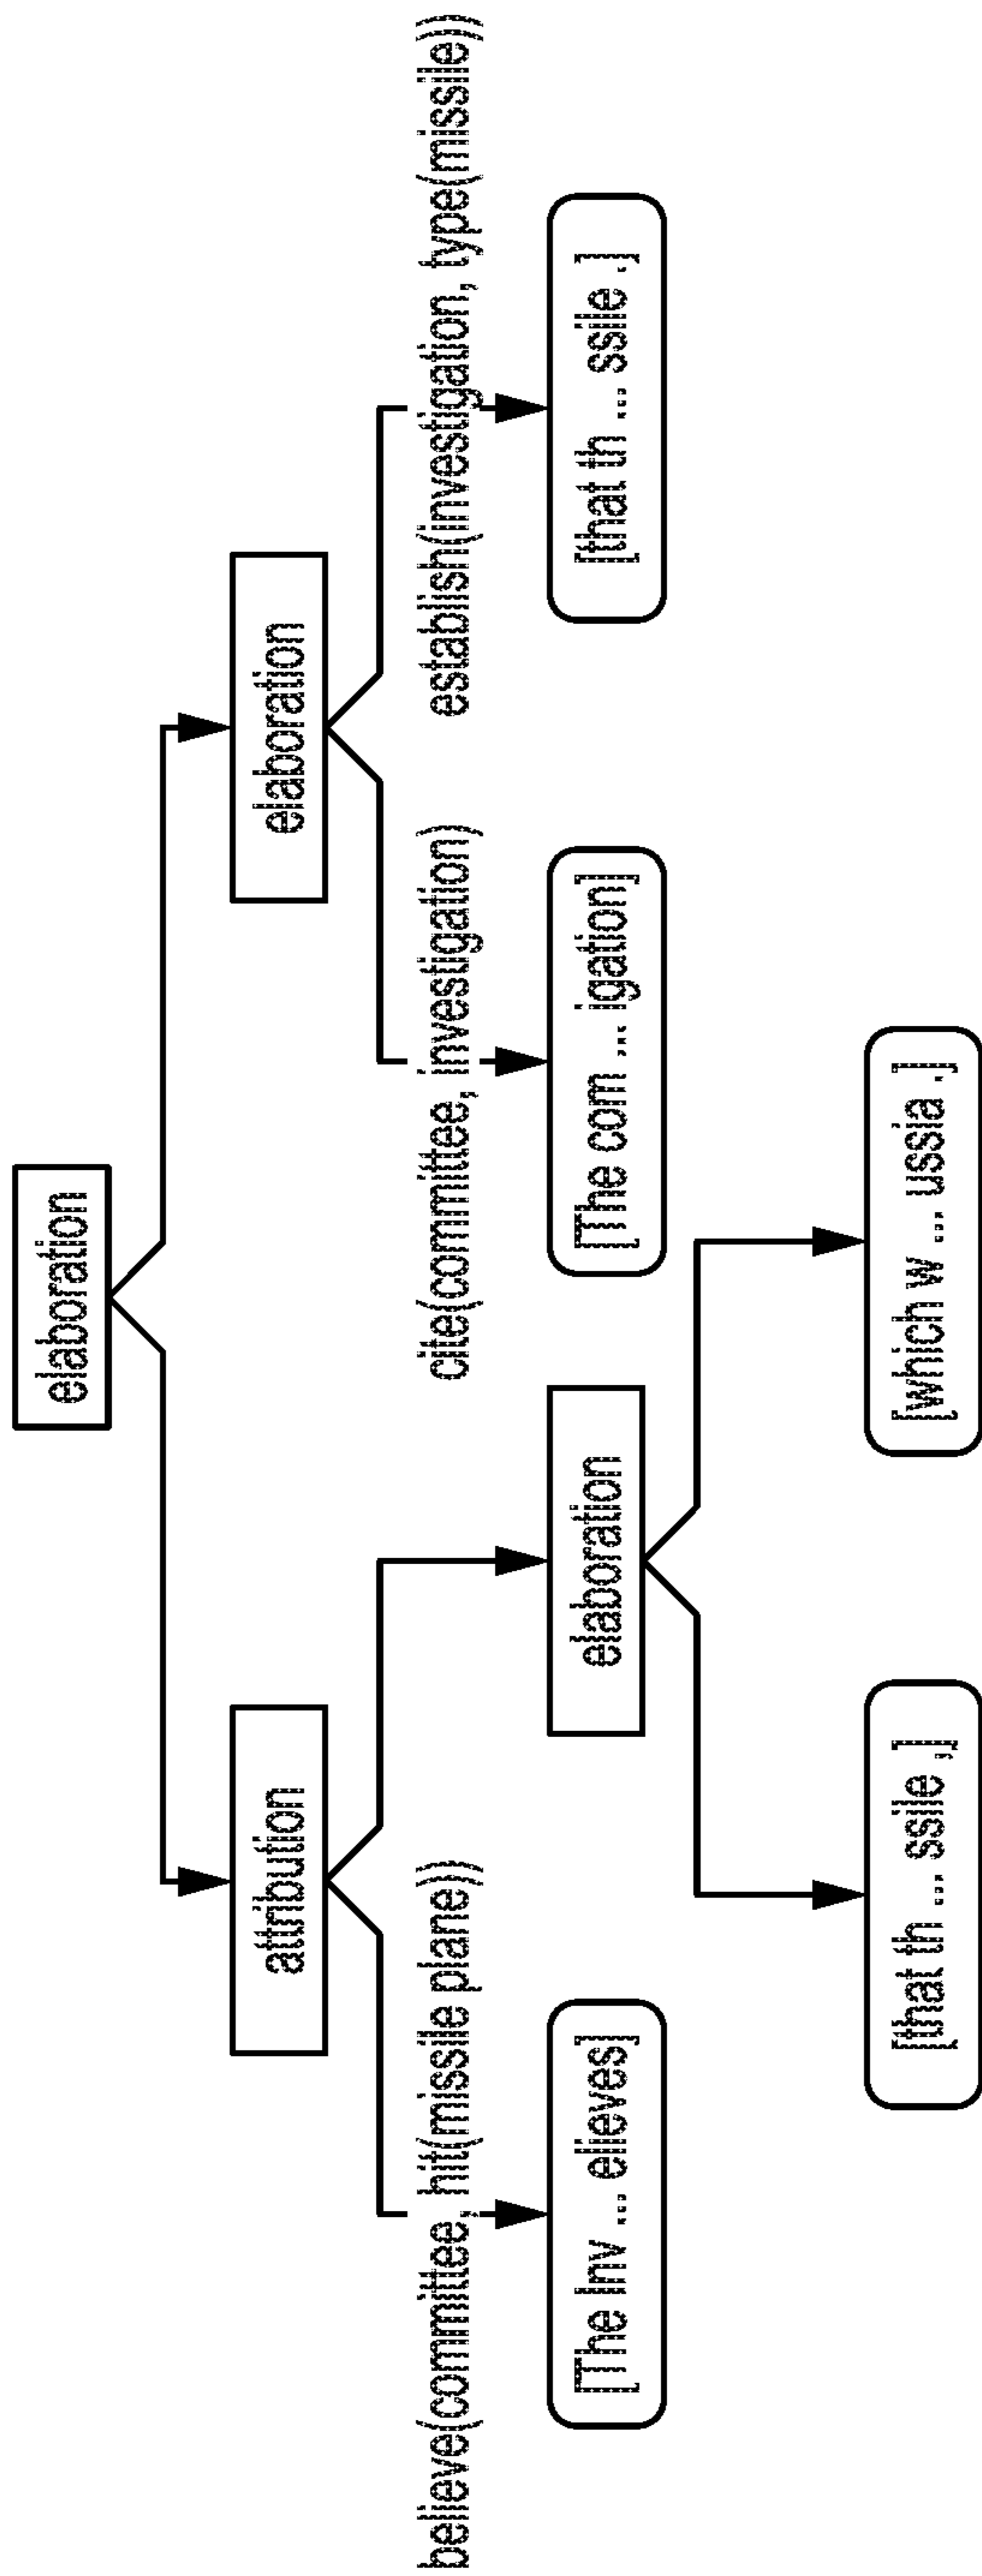 elaboration
attribution
elaboration
believe(committee, hit(missile plane))
cite(committee, investigation)
establish(investigation, type(missile))
[The Inv ... elieves]
elaboration
[The com ... igation]
[that th ... ssile .]
[that th ... ssile ,]
[which w ... ussia .]